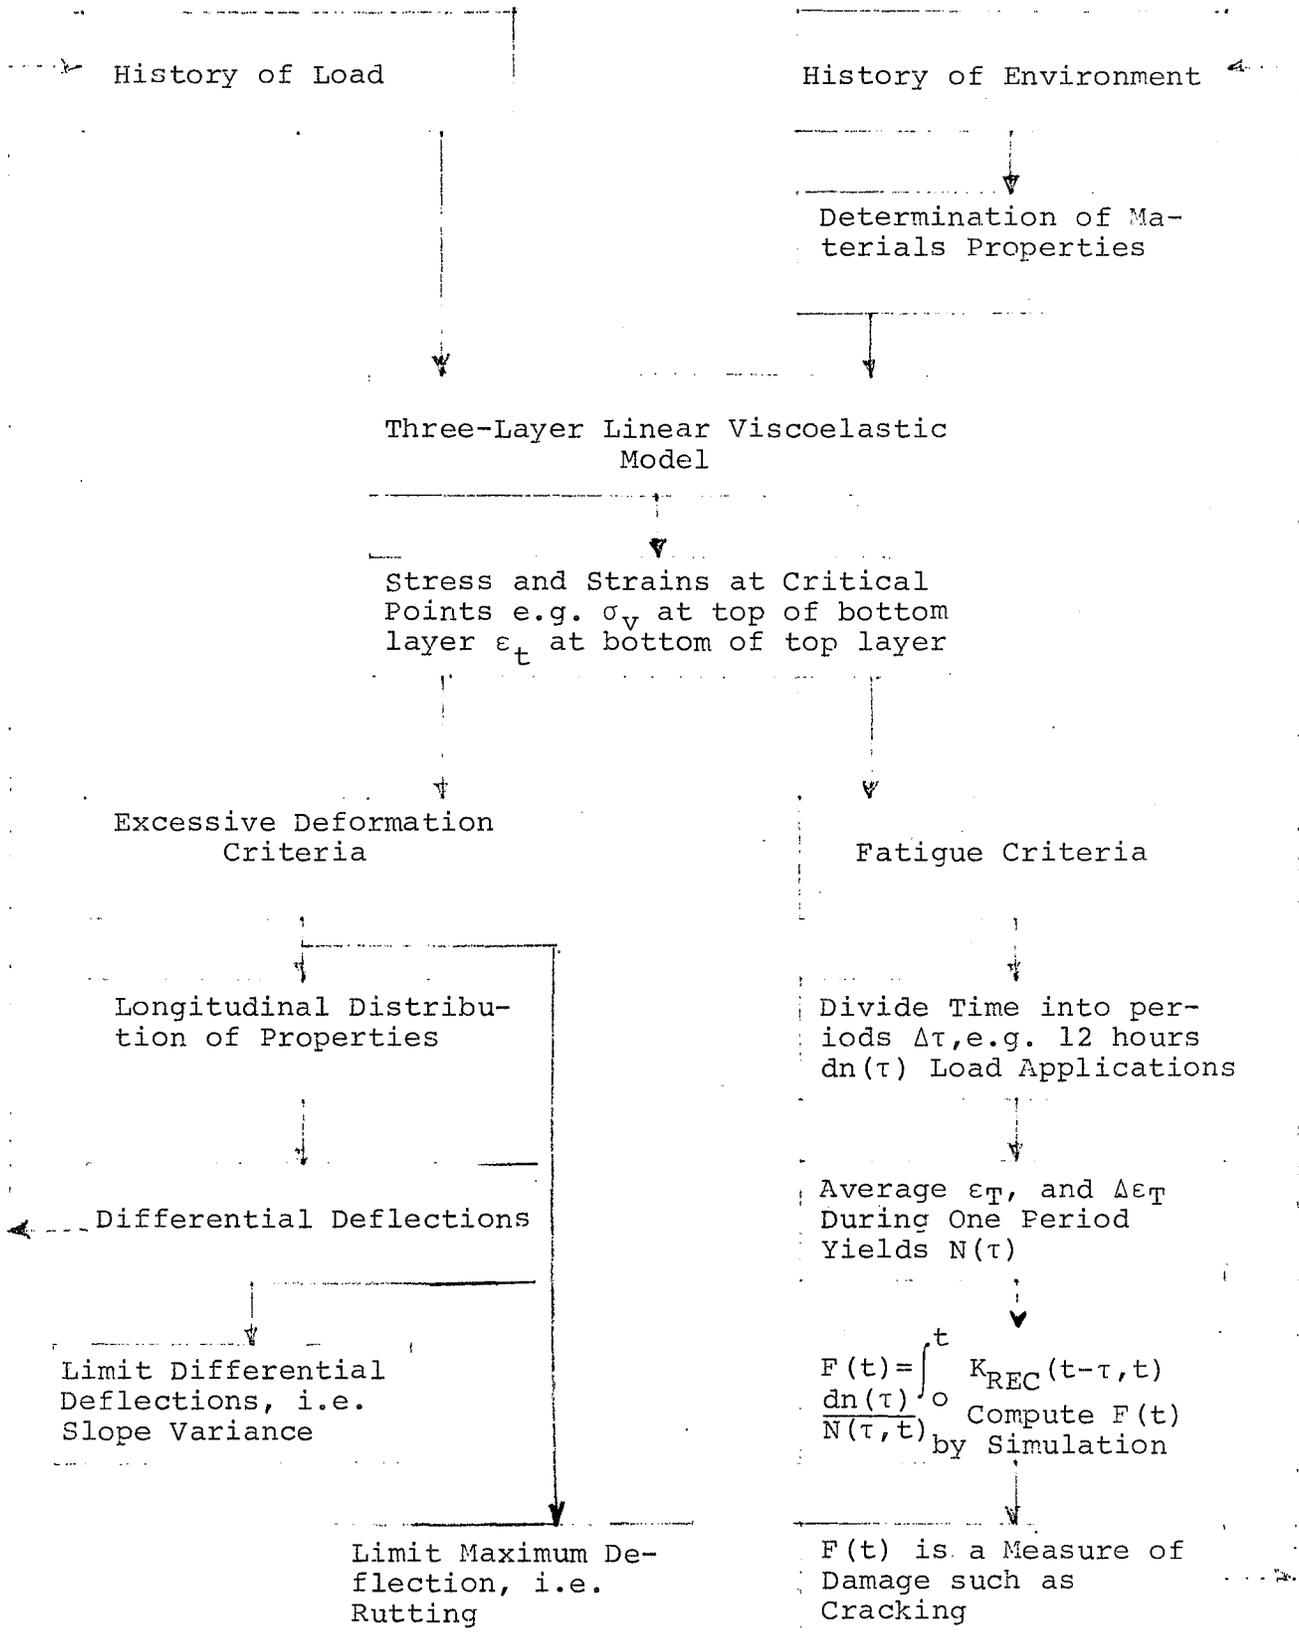 History of Load
History of Environment
Determination of Ma-
terials Properties
Three-Layer Linear Viscoelastic
Model
Stress and Strains at Critical
Points e.g. σv at top of bottom
layer εt at bottom of top layer
Excessive Deformation
Criteria
Fatigue Criteria
Longitudinal Distribu-
tion of Properties
Divide Time into per-
iods Δτ,e.g. 12 hours
dn(τ) Load Applications
Differential Deflections
Average εT, and ΔεT
During One Period
Yields N(τ)
Limit Differential
Deflections, i.e.
Slope Variance
F(t)=∫ot KREC(t-τ,t)
dn(τ)/N(τ,t) Compute F(t)
by Simulation
Limit Maximum De-
flection, i.e.
Rutting
F(t) is a Measure of
Damage such as
Cracking